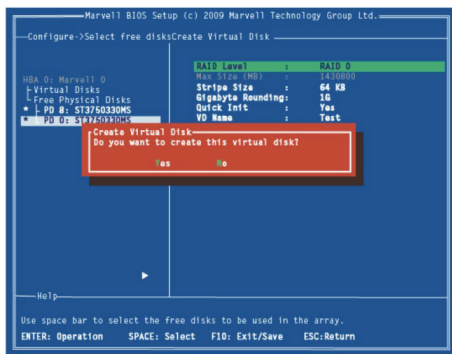 Marvell BIOS Setup (c) 2009 Marvell Technology Group Ltd.
Configure->Select free disksCreate Virtual Disk
HBA 0: Marvell 0
Virtual Disks
Free Physical Disks
* PD 8: ST3750330MS
* PD 0: ST3750330MS
RAID Level : RAID 0
Max Size (MB) : 1430800
Stripe Size : 64 KB
Gigabyte Rounding: 1G
Quick Init : Yes
VD Name : Test
Create Virtual Disk
Do you want to create this virtual disk?
Yes No
Help
Use space bar to select the free disks to be used in the array.
ENTER: Operation SPACE: Select F10: Exit/Save ESC:Return